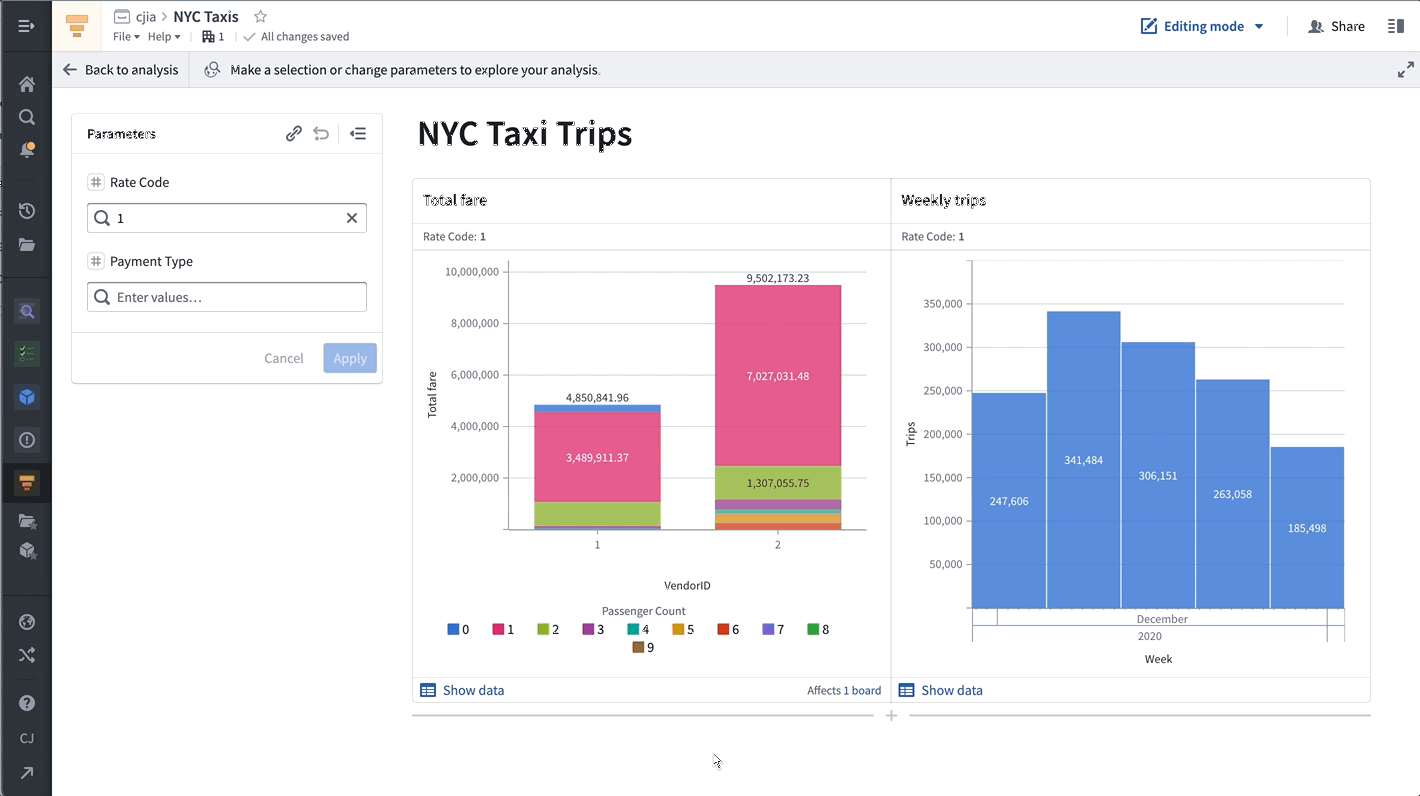 cjia > NYC Taxis
File Help 1 All changes saved
Editing mode
Share
Back to analysis
Make a selection or change parameters to explore your analysis.
Parameters
Rate Code
1
Payment Type
Enter values…
Cancel Apply
NYC Taxi Trips
Total fare
Rate Code: 1
10,000,000
8,000,000
6,000,000
4,000,000
2,000,000
Total fare
4,850,841.96
3,489,911.37
9,502,173.23
7,027,031.48
1,307,055.75
1 2
VendorID
Passenger Count
0 1 2 3 4 5 6 7 8
9
Show data
Affects 1 board
Weekly trips
Rate Code: 1
350,000
300,000
250,000
200,000
150,000
100,000
50,000
Trips
247,606
341,484
306,151
263,058
185,498
December
2020
Week
Show data
CJ